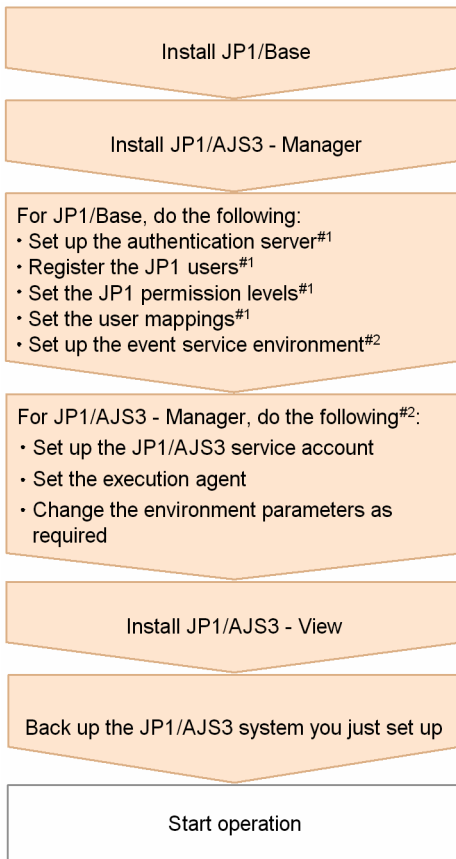 Install JP1/Base
Install JP1/AJS3 - Manager
For JP1/Base, do the following:
・Set up the authentication server#1
・Register the JP1 users#1
・Set the JP1 permission levels#1
・Set the user mappings#1
・Set up the event service environment#2
For JP1/AJS3 - Manager, do the following#2:
・Set up the JP1/AJS3 service account
・Set the execution agent
・Change the environment parameters as
required
Install JP1/AJS3 - View
Back up the JP1/AJS3 system you just set up
Start operation